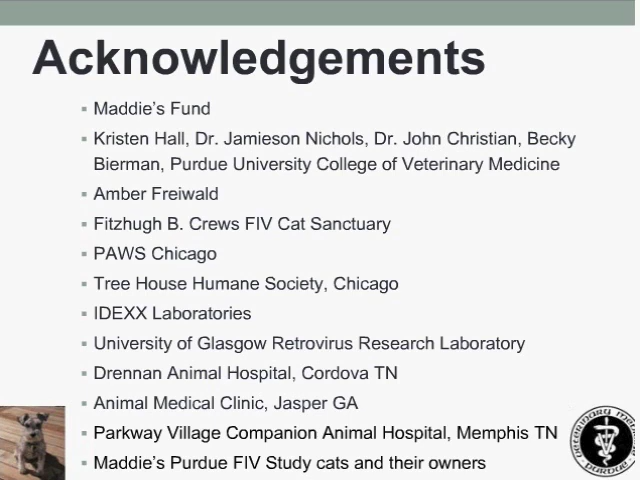 Acknowledgements
Maddie's Fund
Kristen Hall, Dr. Jamieson Nichols, Dr. John Christian, Becky
Bierman, Purdue University College of Veterinary Medicine
Amber Freiwald
Fitzhugh B. Crews FIV Cat Sanctuary
PAWS Chicago
Tree House Humane Society, Chicago
IDEXX Laboratories
University of Glasgow Retrovirus Research Laboratory
Drennan Animal Hospital, Cordova TN
Animal Medical Clinic, Jasper GA
Parkway Village Companion Animal Hospital, Memphis TN
Maddie's Purdue FIV Study cats and their owners
VETERINARY
PURDUE